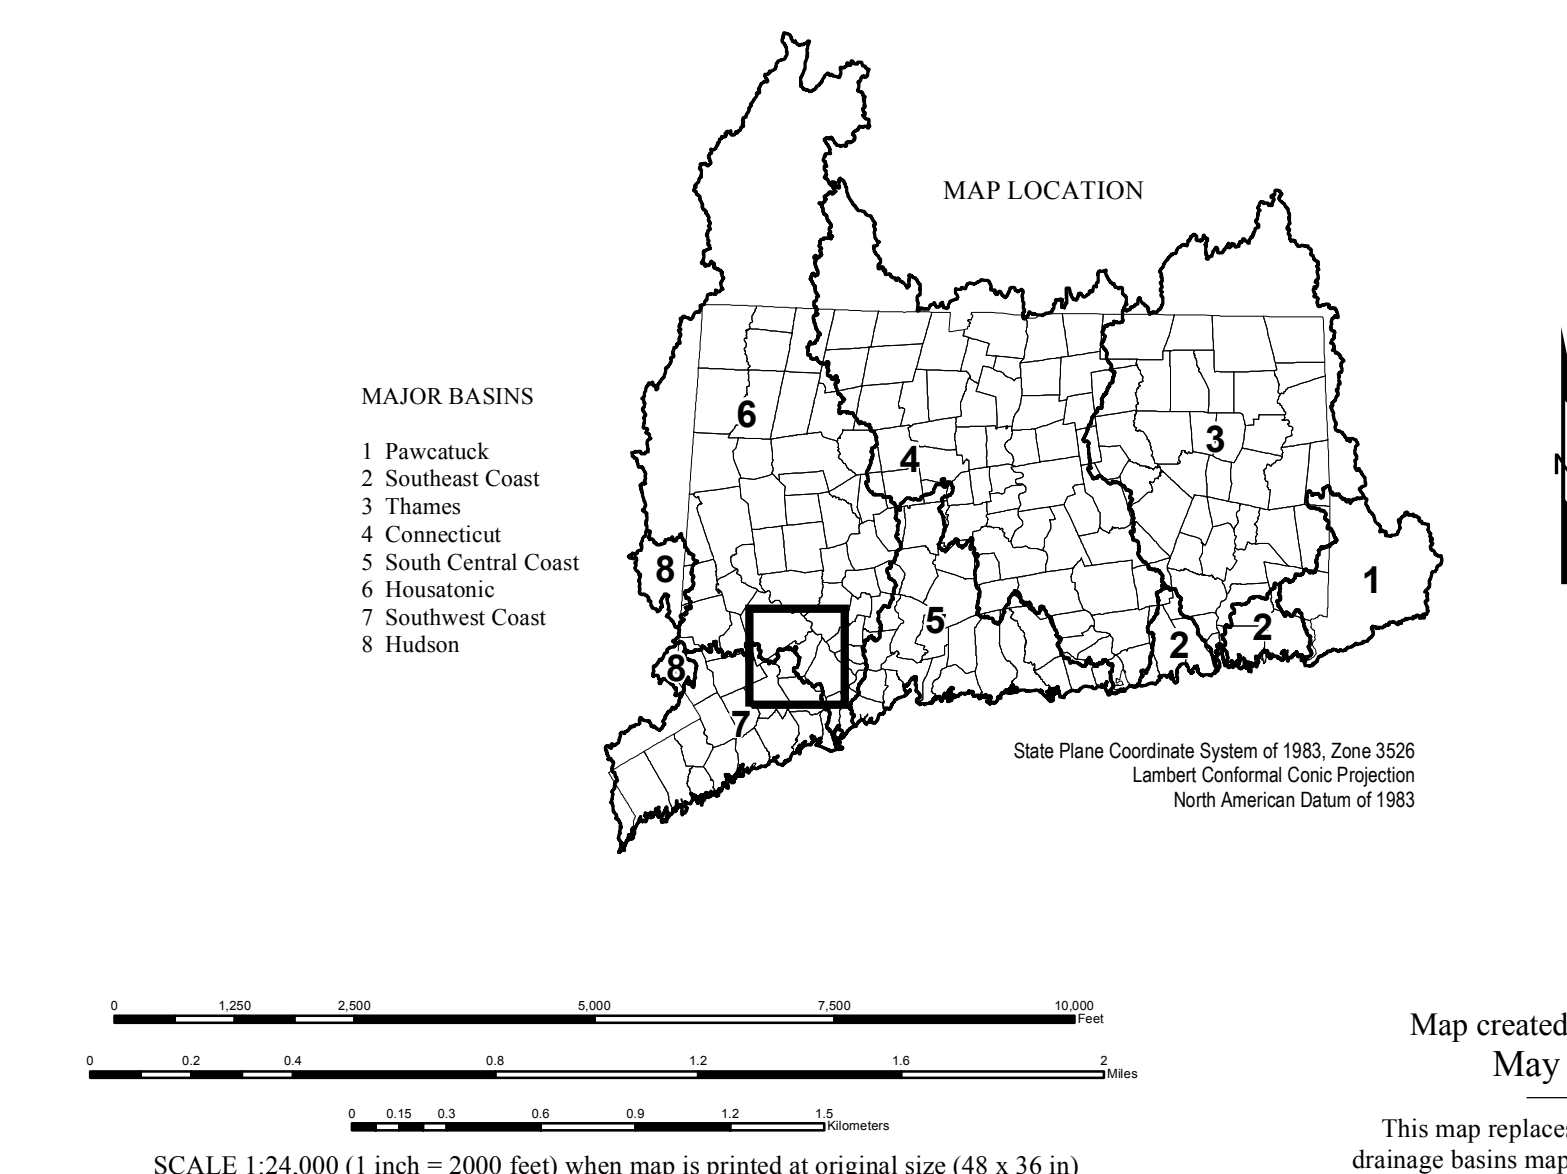 MAP LOCATION
MAJOR BASINS
1 Pawcatuck
2 Southeast Coast
3 Thames
4 Connecticut
5 South Central Coast
6 Housatonic
7 Southwest Coast
8 Hudson
6
3
4
8
1
5
2
2
8
7
State Plane Coordinate System of 1983, Zone 3526
Lambert Conformal Conic Projection
North American Datum of 1983
0 1,250 2,500 5,000 7,500 10,000
Feet
0 0.2 0.4 0.8 1.2 1.6 2
Miles
0 0.15 0.3 0.6 0.9 1.2 1.5
Kilometers
SCALE 1:24,000 (1 inch = 2000 feet) when map is printed at original size (48 x 36 in)
Map created
May
This map replaces
drainage basins map